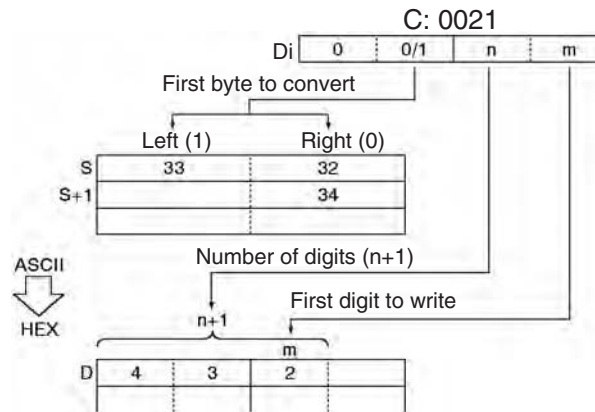 C: 0021
Di 0 0/1 n m
First byte to convert
Left (1) Right (0)
S 33 32
S+1 34
Number of digits (n+1)
ASCII
First digit to write
HEX
n+1
m
D 4 3 2